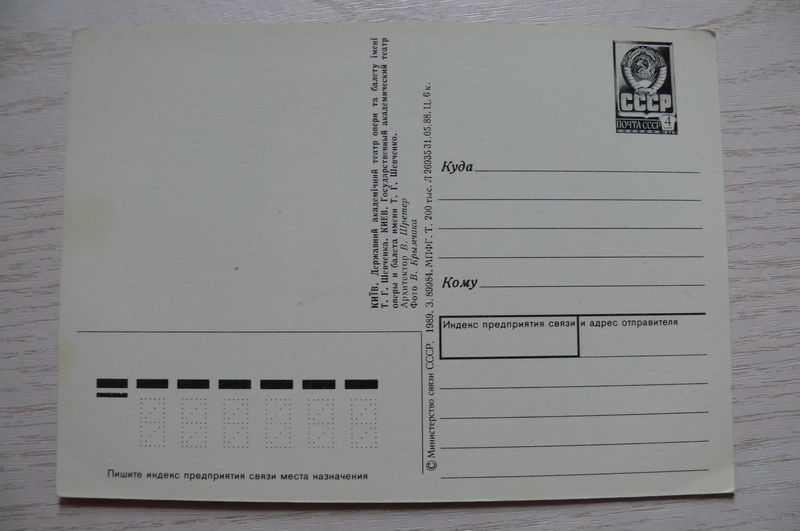 КИЇВ. Державний академічний театр опери та балету імені
Т. Г. Шевченка. КИЕВ. Государственный академический театр
оперы и балета имени Т. Г. Шевченко.
Архитектор В. Шретер
Фото В. Крымчака
© Министерство связи СССР, 1989. З. 89984. МПФГ. Т. 200 тыс. Л 26935 31.05.88. Ц. 6 к.
СССР
ПОЧТА СССР 4
Куда
Кому
Индекс предприятия связи и адрес отправителя
Пишите индекс предприятия связи места назначения